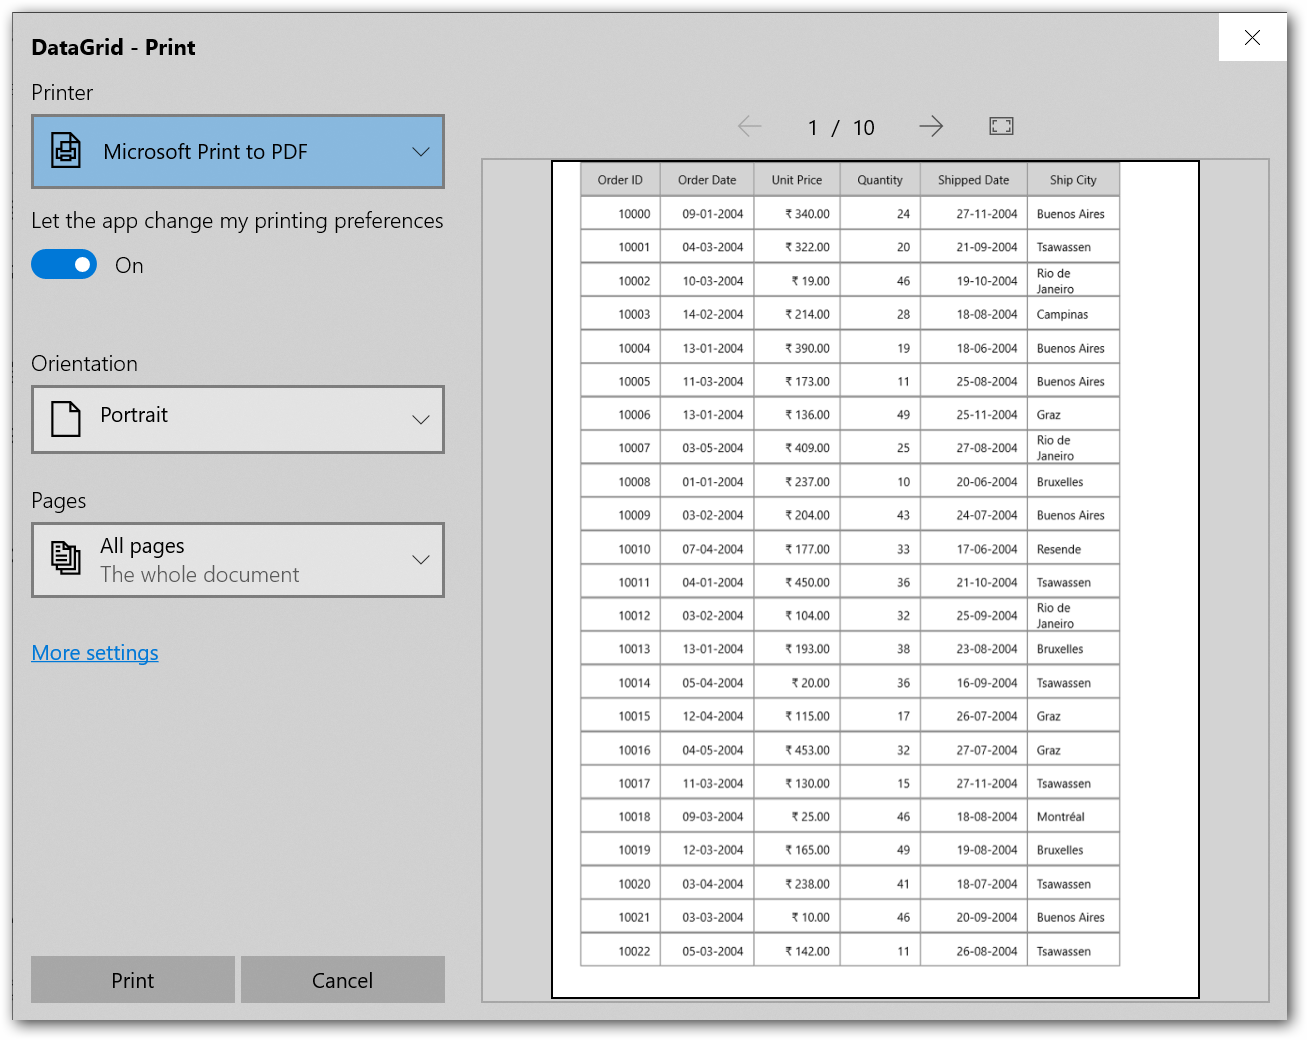 DataGrid - Print
Printer
Microsoft Print to PDF
Let the app change my printing preferences
On
Orientation
Portrait
Pages
All pages
The whole document
More settings
Print Cancel
1 / 10
Order ID Order Date Unit Price Quantity Shipped Date Ship City
10000 09-01-2004 ₹ 340.00 24 27-11-2004 Buenos Aires
10001 04-03-2004 ₹ 322.00 20 21-09-2004 Tsawassen
10002 10-03-2004 ₹ 19.00 46 19-10-2004 Rio de
Janeiro
10003 14-02-2004 ₹ 214.00 28 18-08-2004 Campinas
10004 13-01-2004 ₹ 390.00 19 18-06-2004 Buenos Aires
10005 11-03-2004 ₹ 173.00 11 25-08-2004 Buenos Aires
10006 13-01-2004 ₹ 136.00 49 25-11-2004 Graz
10007 03-05-2004 ₹ 409.00 25 27-08-2004 Rio de
Janeiro
10008 01-01-2004 ₹ 237.00 10 20-06-2004 Bruxelles
10009 03-02-2004 ₹ 204.00 43 24-07-2004 Buenos Aires
10010 07-04-2004 ₹ 177.00 33 17-06-2004 Resende
10011 04-01-2004 ₹ 450.00 36 21-10-2004 Tsawassen
10012 03-02-2004 ₹ 104.00 32 25-09-2004 Rio de
Janeiro
10013 13-01-2004 ₹ 193.00 38 23-08-2004 Bruxelles
10014 05-04-2004 ₹ 20.00 36 16-09-2004 Tsawassen
10015 12-04-2004 ₹ 115.00 17 26-07-2004 Graz
10016 04-05-2004 ₹ 453.00 32 27-07-2004 Graz
10017 11-03-2004 ₹ 130.00 15 27-11-2004 Tsawassen
10018 09-03-2004 ₹ 25.00 46 18-08-2004 Montréal
10019 12-03-2004 ₹ 165.00 49 19-08-2004 Bruxelles
10020 03-04-2004 ₹ 238.00 41 18-07-2004 Tsawassen
10021 03-03-2004 ₹ 10.00 46 20-09-2004 Buenos Aires
10022 05-03-2004 ₹ 142.00 11 26-08-2004 Tsawassen